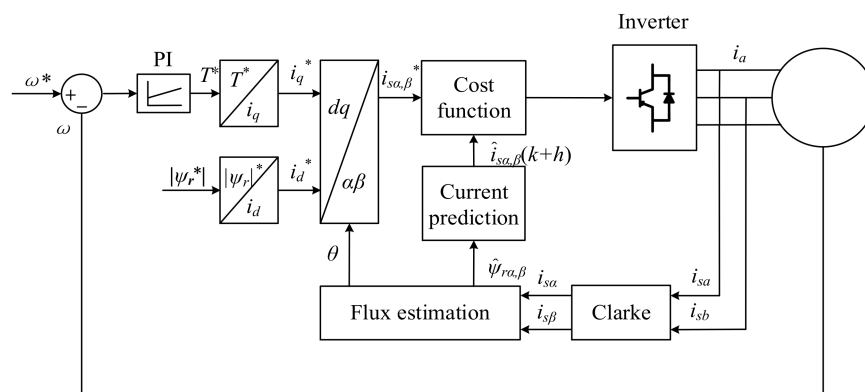 Inverter
PI
ω*
+
−
ω
T*
T*
i_q
i_q*
dq
αβ
i_sα,β*
Cost
function
i_a
|ψ_r*|
|ψ_r|*
i_d
i_d*
î_sα,β(k+h)
Current
prediction
θ
ψ̂_rα,β
Flux estimation
i_sα
i_sβ
Clarke
i_sa
i_sb